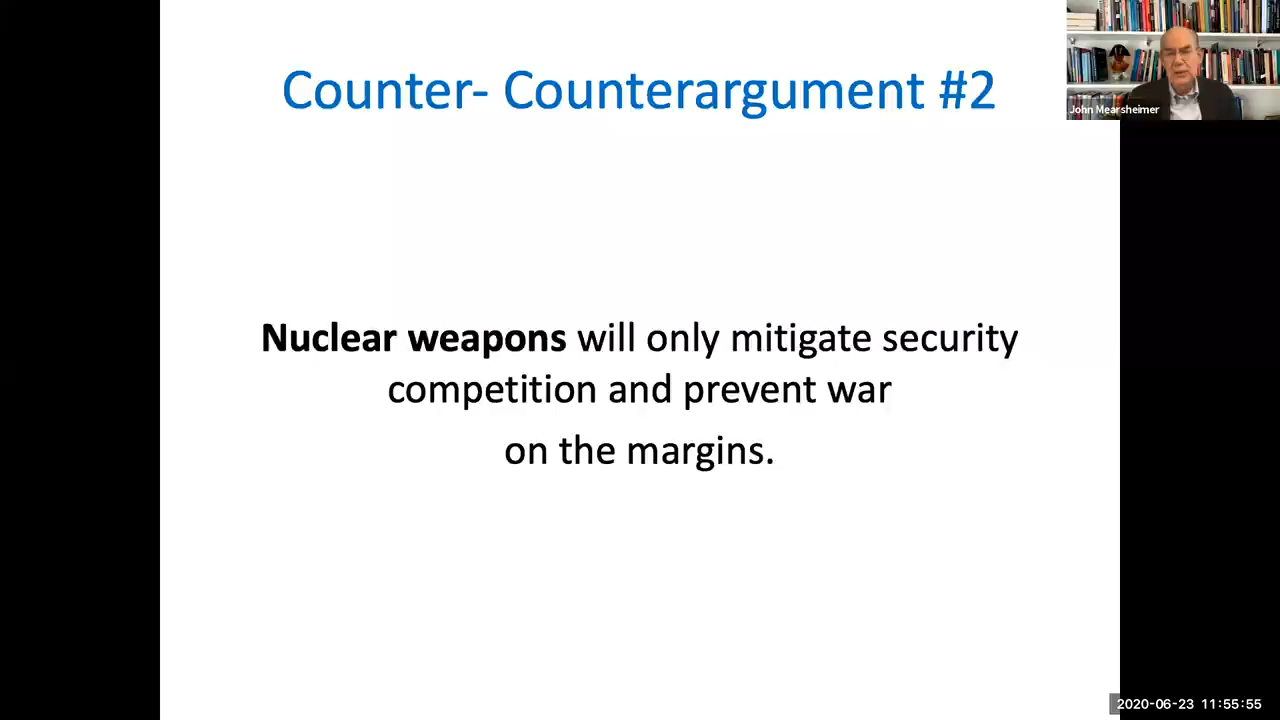 Counter- Counterargument #2
John Mearsheimer
Nuclear weapons will only mitigate security
competition and prevent war
on the margins.
2020-06-23 11:55:55